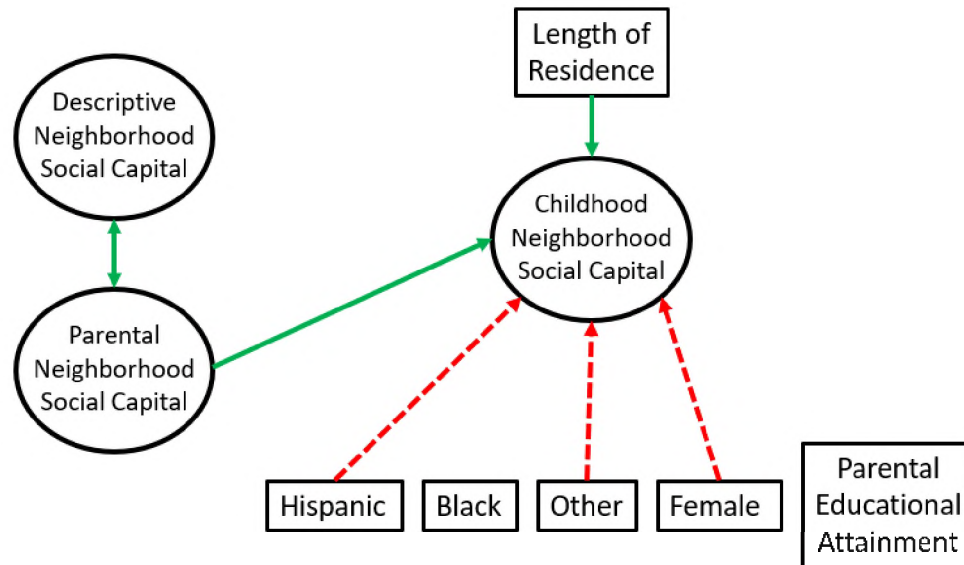 Length of
Residence
Descriptive
Neighborhood
Social Capital
Childhood
Neighborhood
Social Capital
Parental
Neighborhood
Social Capital
Hispanic
Black
Other
Female
Parental
Educational
Attainment